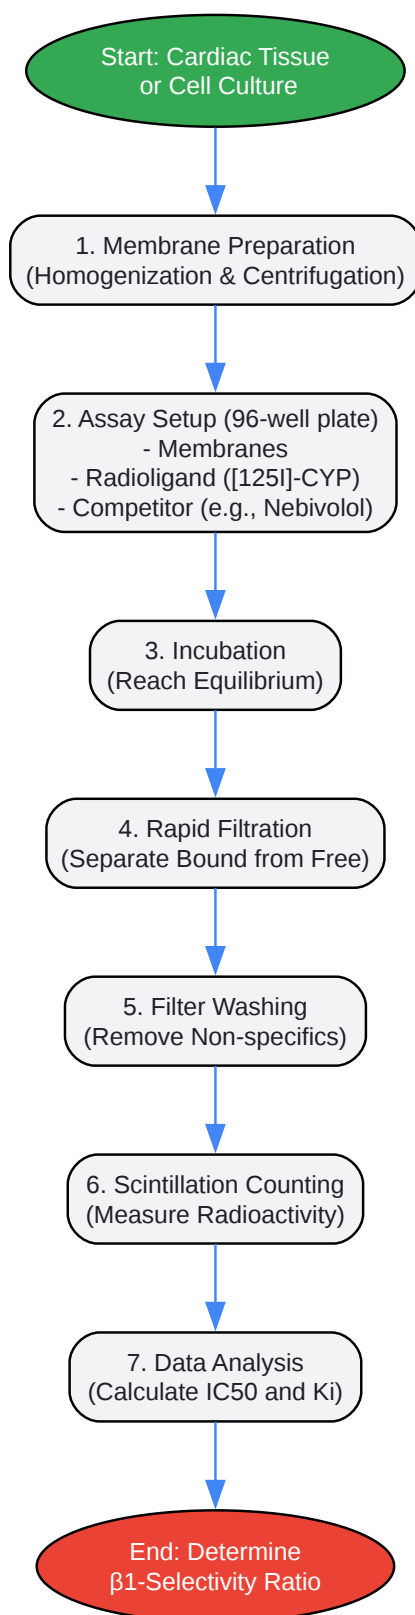 Start: Cardiac Tissue
or Cell Culture
1. Membrane Preparation
(Homogenization & Centrifugation)
2. Assay Setup (96-well plate)
- Membranes
- Radioligand ([125I]-CYP)
- Competitor (e.g., Nebivolol)
3. Incubation
(Reach Equilibrium)
4. Rapid Filtration
(Separate Bound from Free)
5. Filter Washing
(Remove Non-specifics)
6. Scintillation Counting
(Measure Radioactivity)
7. Data Analysis
(Calculate IC50 and Ki)
End: Determine
β1-Selectivity Ratio